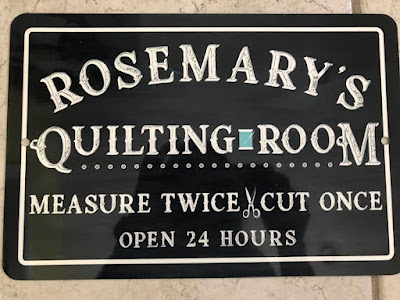 ROSEMARY'S
QUILTING ROOM
MEASURE TWICE CUT ONCE
OPEN 24 HOURS